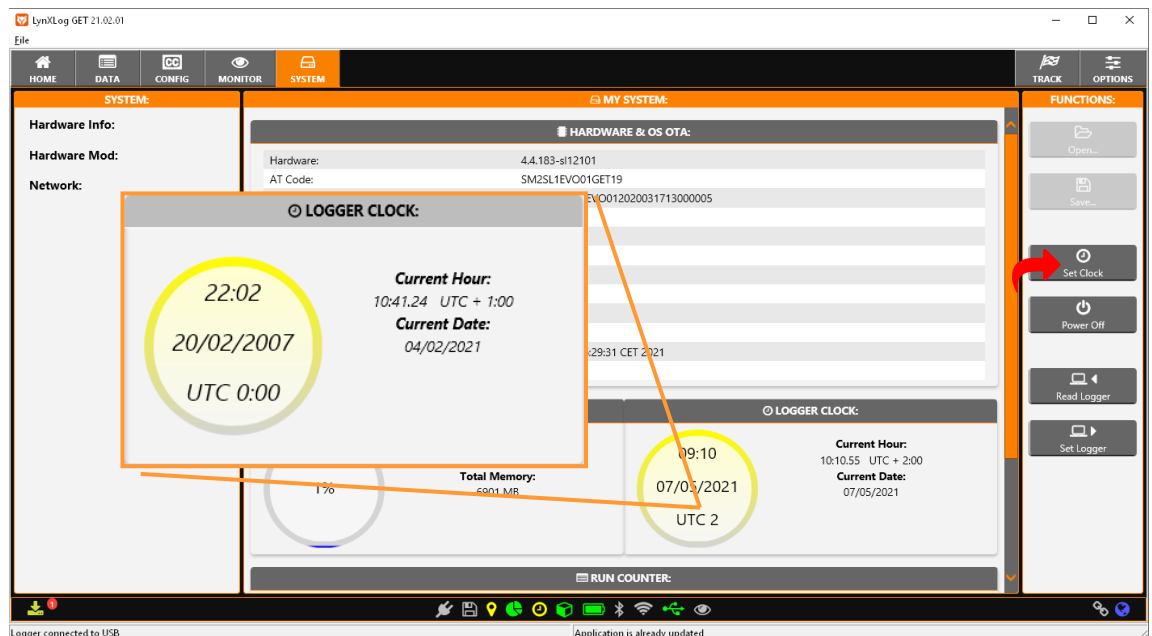 LynXLog GET 21.02.01
File
HOME DATA CONFIG MONITOR SYSTEM TRACK OPTIONS
SYSTEM:
Hardware Info:
Hardware Mod:
Network:
MY SYSTEM:
HARDWARE & OS OTA:
Hardware: 4.4.183-sl12101
AT Code: SM2SL1EVO01GET19
EVO012020031713000005
:29:31 CET 2021
LOGGER CLOCK:
22:02
20/02/2007
UTC 0:00
Current Hour:
10:41.24 UTC + 1:00
Current Date:
04/02/2021
1%
Total Memory:
6901 MB
LOGGER CLOCK:
09:10
07/05/2021
UTC 2
Current Hour:
10:10.55 UTC + 2:00
Current Date:
07/05/2021
RUN COUNTER:
FUNCTIONS:
Open...
Save...
Set Clock
Power Off
Read Logger
Set Logger
1
Logger connected to USB
Application is already updated